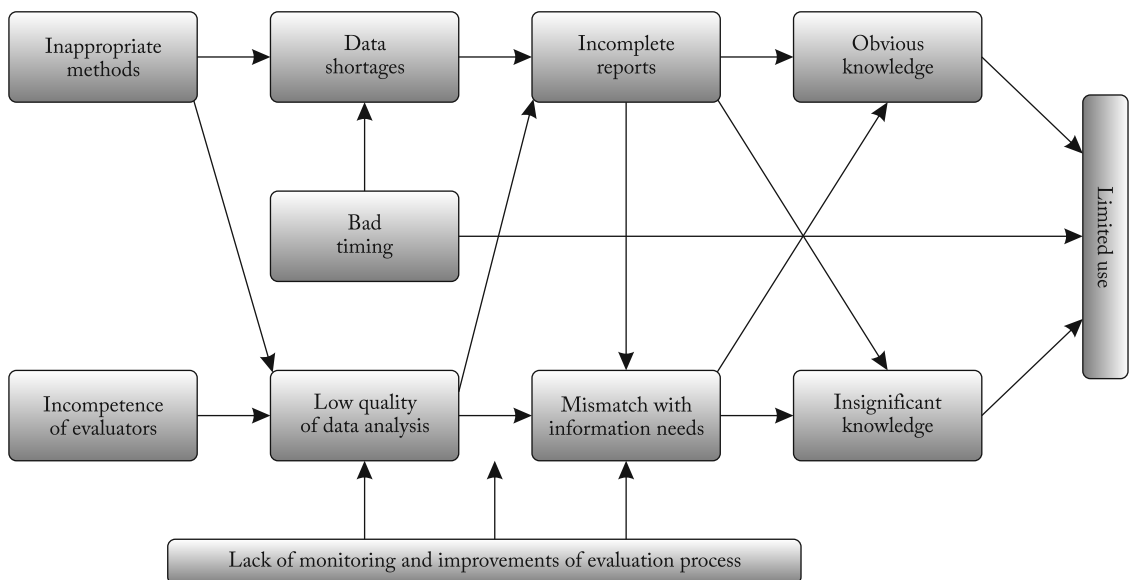 Inappropriate
methods
Data
shortages
Incomplete
reports
Obvious
knowledge
Bad
timing
Limited use
Incompetence
of evaluators
Low quality
of data analysis
Mismatch with
information needs
Insignificant
knowledge
Lack of monitoring and improvements of evaluation process